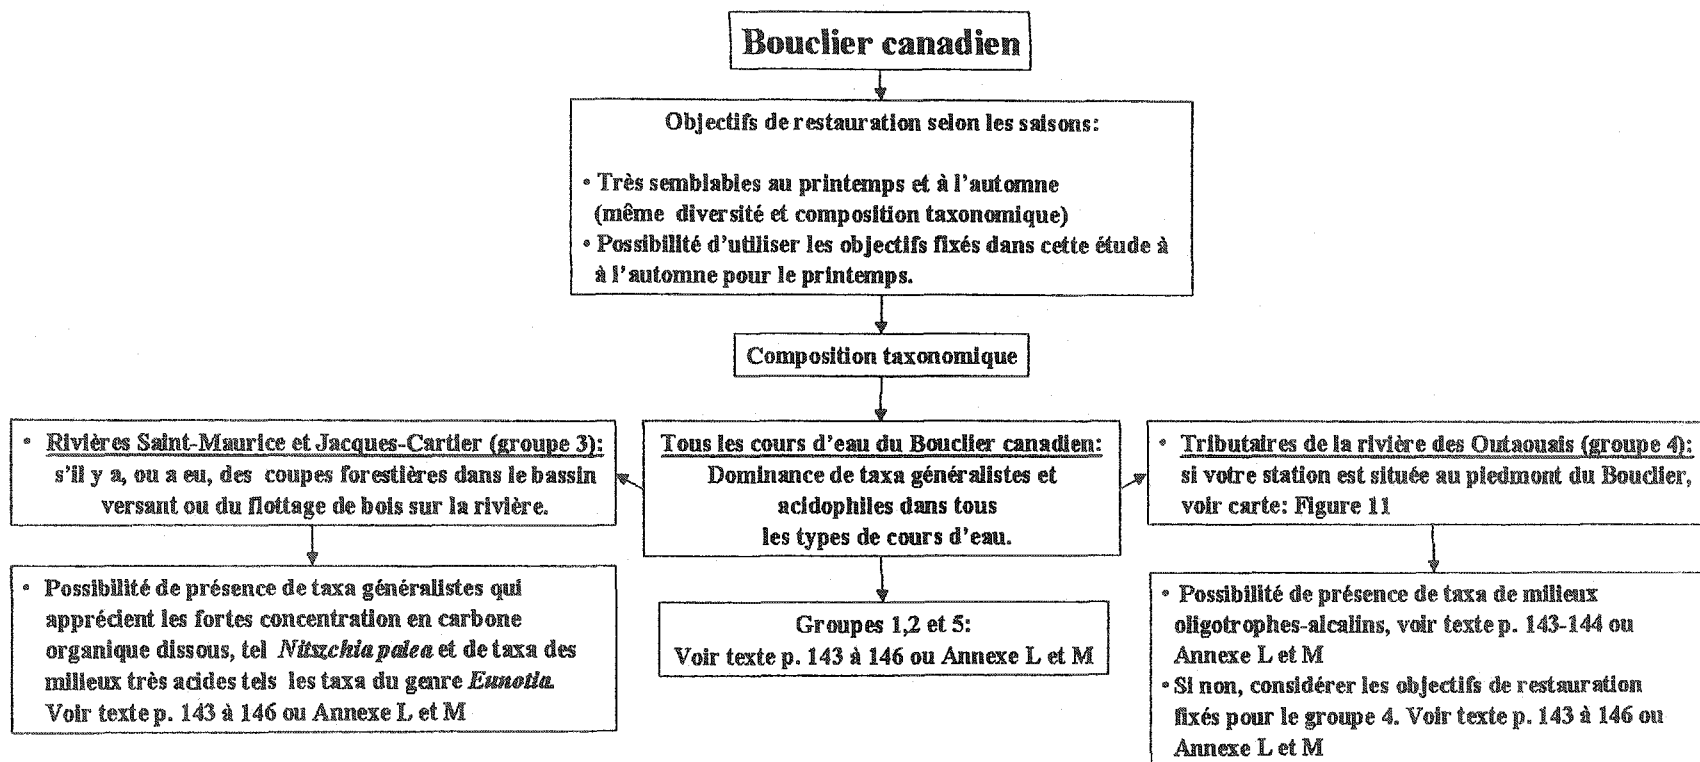 Bouclier canadien
Objectifs de restauration selon les saisons:
• Très semblables au printemps et à l'automne
(même diversité et composition taxonomique)
• Possibilité d'utiliser les objectifs fixés dans cette étude à
à l'automne pour le printemps.
Composition taxonomique
• Rivières Saint-Maurice et Jacques-Cartier (groupe 3):
s'il y a, ou a eu, des coupes forestières dans le bassin
versant ou du flottage de bois sur la rivière.
Tous les cours d'eau du Bouclier canadien:
Dominance de taxa généralistes et
acidophiles dans tous
les types de cours d'eau.
• Tributaires de la rivière des Outaouais (groupe 4):
si votre station est située au piedmont du Bouclier,
voir carte: Figure 11
• Possibilité de présence de taxa généralistes qui
apprécient les fortes concentration en carbone
organique dissous, tel Nitszchia palea et de taxa des
milieux très acides tels les taxa du genre Eunotia.
Voir texte p. 143 à 146 ou Annexe L et M
Groupes 1,2 et 5:
Voir texte p. 143 à 146 ou Annexe L et M
• Possibilité de présence de taxa de milieux
oligotrophes-alcalins, voir texte p. 143-144 ou
Annexe L et M
• Si non, considérer les objectifs de restauration
fixés pour le groupe 4. Voir texte p. 143 à 146 ou
Annexe L et M